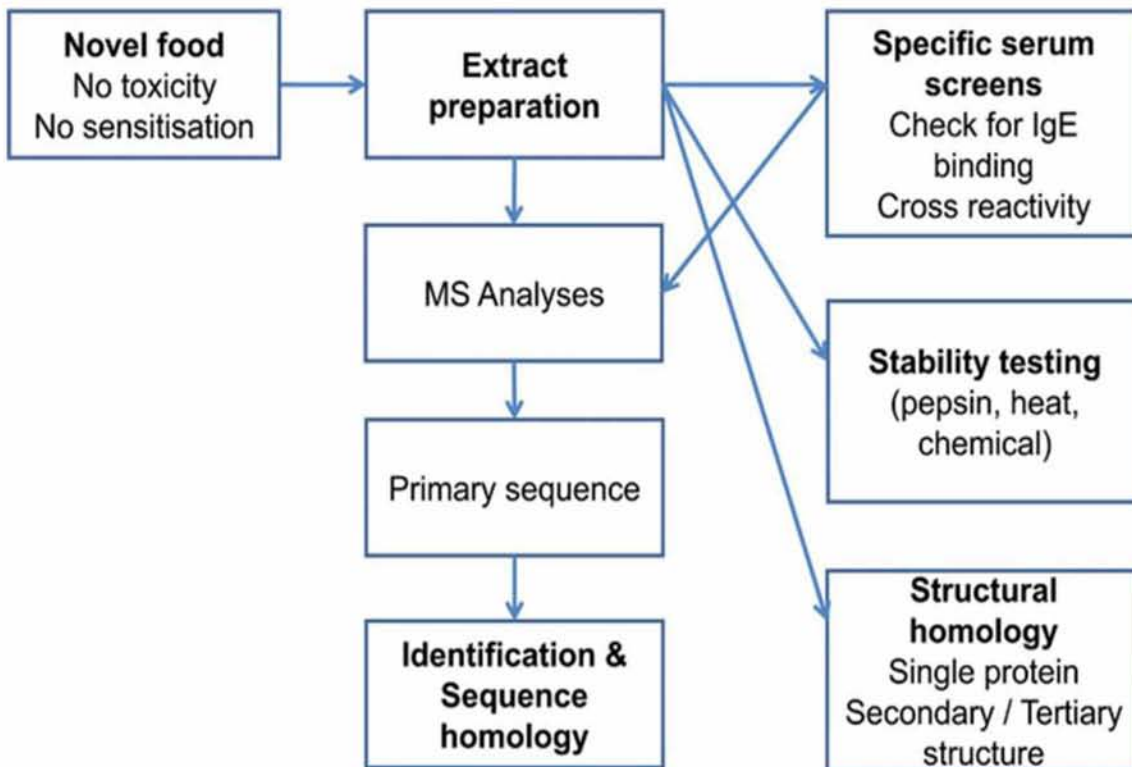 Novel food
No toxicity
No sensitisation
Extract
preparation
Specific serum
screens
Check for IgE
binding
Cross reactivity
MS Analyses
Stability testing
(pepsin, heat,
chemical)
Primary sequence
Identification &
Sequence
homology
Structural
homology
Single protein
Secondary / Tertiary
structure